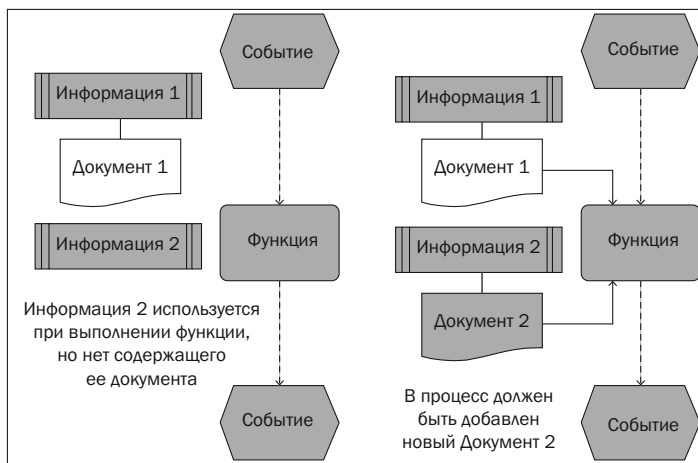 Событие
Информация 1
Документ 1
Информация 2
Функция
Информация 2 используется
при выполнении функции,
но нет содержащего
ее документа
Событие
Событие
Информация 1
Документ 1
Информация 2
Функция
Документ 2
В процесс должен
быть добавлен
новый Документ 2
Событие